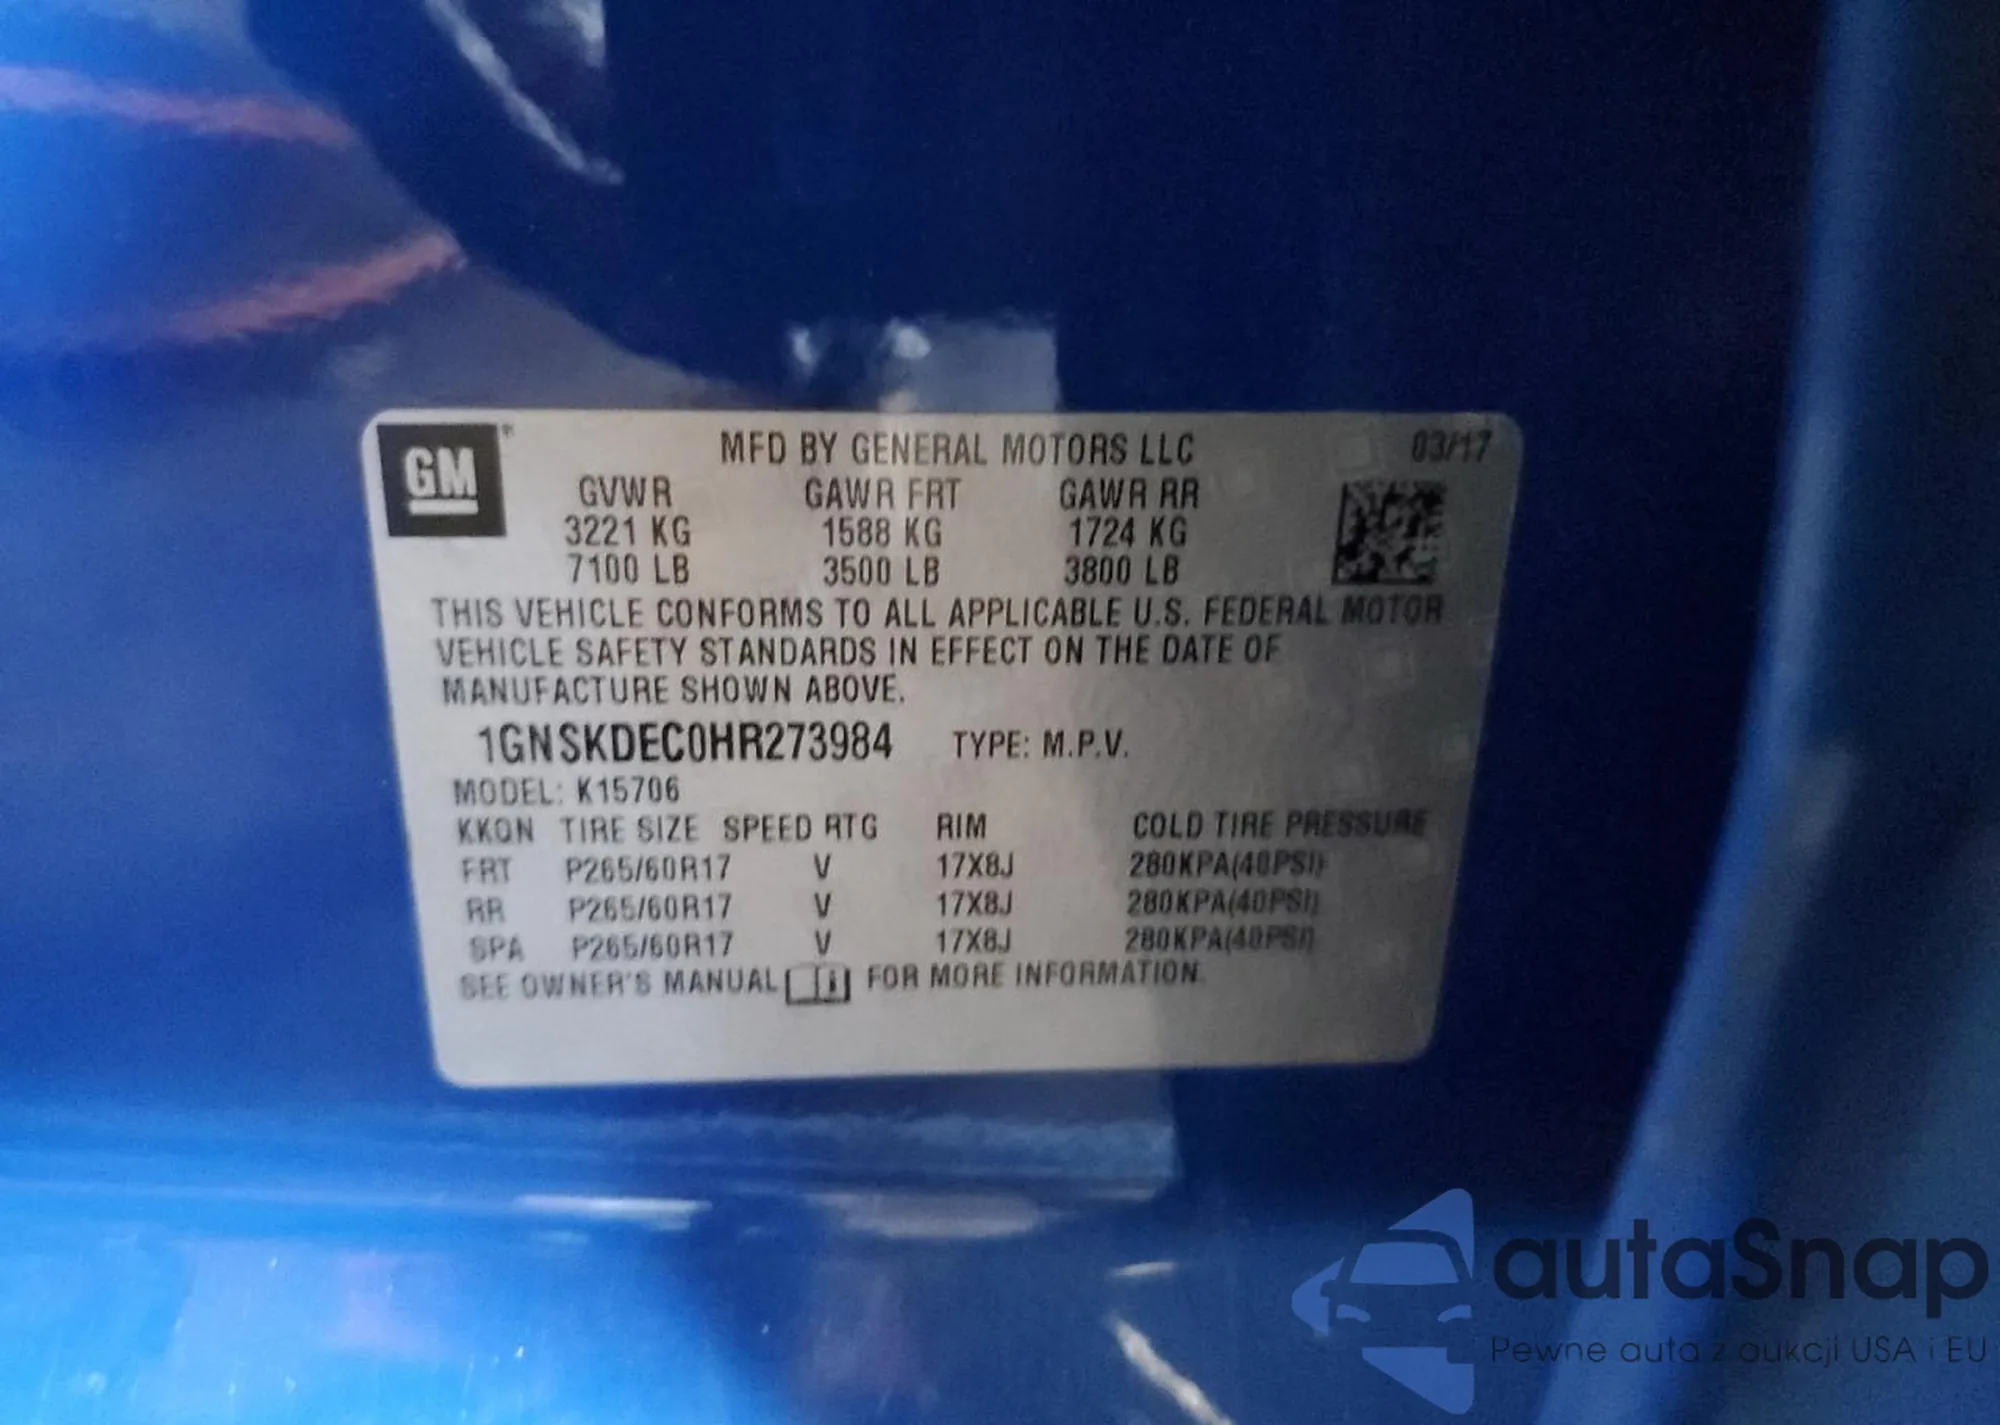 GM®
MFD BY GENERAL MOTORS LLC 03/17
GVWR GAWR FRT GAWR RR
3221 KG 1588 KG 1724 KG
7100 LB 3500 LB 3800 LB
THIS VEHICLE CONFORMS TO ALL APPLICABLE U.S. FEDERAL MOTOR
VEHICLE SAFETY STANDARDS IN EFFECT ON THE DATE OF
MANUFACTURE SHOWN ABOVE.
1GNSKDEC0HR273984 TYPE: M.P.V.
MODEL: K15706
KKQN TIRE SIZE SPEED RTG RIM COLD TIRE PRESSURE
FRT P265/60R17 V 17X8J 280KPA(40PSI)
RR P265/60R17 V 17X8J 280KPA(40PSI)
SPA P265/60R17 V 17X8J 280KPA(40PSI)
SEE OWNER'S MANUAL FOR MORE INFORMATION.
autaSnap
Pewne auta z aukcji USA i EU